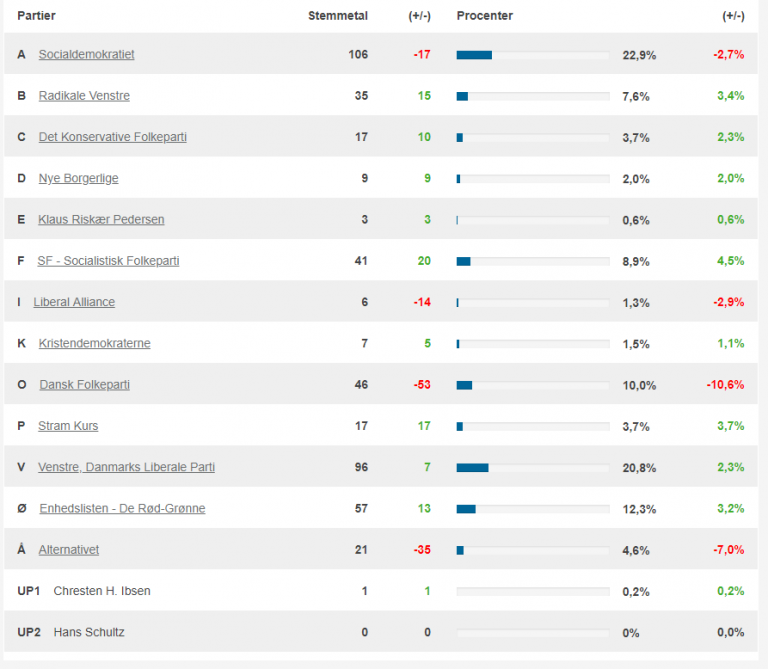 Partier Stemmetal (+/-) Procenter (+/-)
A Socialdemokratiet 106 -17 22,9% -2,7%
B Radikale Venstre 35 15 7,6% 3,4%
C Det Konservative Folkeparti 17 10 3,7% 2,3%
D Nye Borgerlige 9 9 2,0% 2,0%
E Klaus Riskær Pedersen 3 3 0,6% 0,6%
F SF - Socialistisk Folkeparti 41 20 8,9% 4,5%
I Liberal Alliance 6 -14 1,3% -2,9%
K Kristendemokraterne 7 5 1,5% 1,1%
O Dansk Folkeparti 46 -53 10,0% -10,6%
P Stram Kurs 17 17 3,7% 3,7%
V Venstre, Danmarks Liberale Parti 96 7 20,8% 2,3%
Ø Enhedslisten - De Rød-Grønne 57 13 12,3% 3,2%
Å Alternativet 21 -35 4,6% -7,0%
UP1 Chresten H. Ibsen 1 1 0,2% 0,2%
UP2 Hans Schultz 0 0 0% 0,0%